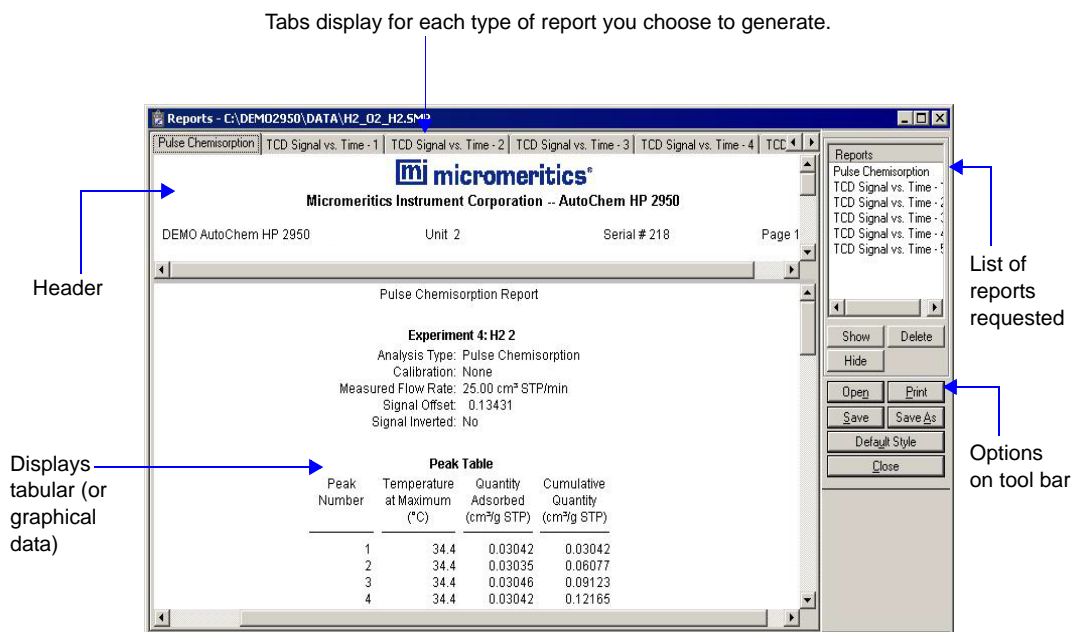 Tabs display for each type of report you choose to generate.
Reports - C:\DEMO2950\DATA\H2_O2_H2.SMP
Pulse Chemisorption TCD Signal vs. Time - 1 TCD Signal vs. Time - 2 TCD Signal vs. Time - 3 TCD Signal vs. Time - 4 TCD
mi micromeritics®
Micromeritics Instrument Corporation -- AutoChem HP 2950
DEMO AutoChem HP 2950 Unit 2 Serial # 218 Page 1
Header
Pulse Chemisorption Report
Experiment 4: H2 2
Analysis Type: Pulse Chemisorption
Calibration: None
Measured Flow Rate: 25.00 cm³ STP/min
Signal Offset: 0.13431
Signal Inverted: No
Displays
tabular (or
graphical
data)
Peak Table
Peak Temperature Quantity Cumulative
Number at Maximum Adsorbed Quantity
(°C) (cm³/g STP) (cm³/g STP)
1 34.4 0.03042 0.03042
2 34.4 0.03035 0.06077
3 34.4 0.03046 0.09123
4 34.4 0.03042 0.12165
Reports
Pulse Chemisorption
TCD Signal vs. Time - 1
TCD Signal vs. Time - 2
TCD Signal vs. Time - 3
TCD Signal vs. Time - 4
TCD Signal vs. Time - 5
List of
reports
requested
Show Delete
Hide
Open Print
Save Save As
Default Style
Close
Options
on tool bar